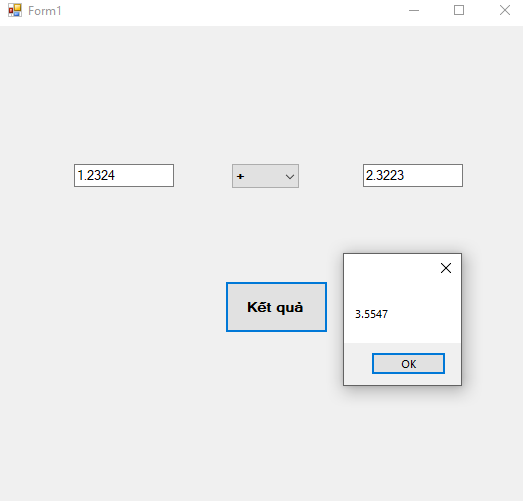 Form1
1.2324
+
2.3223
Kết quả
3.5547
OK